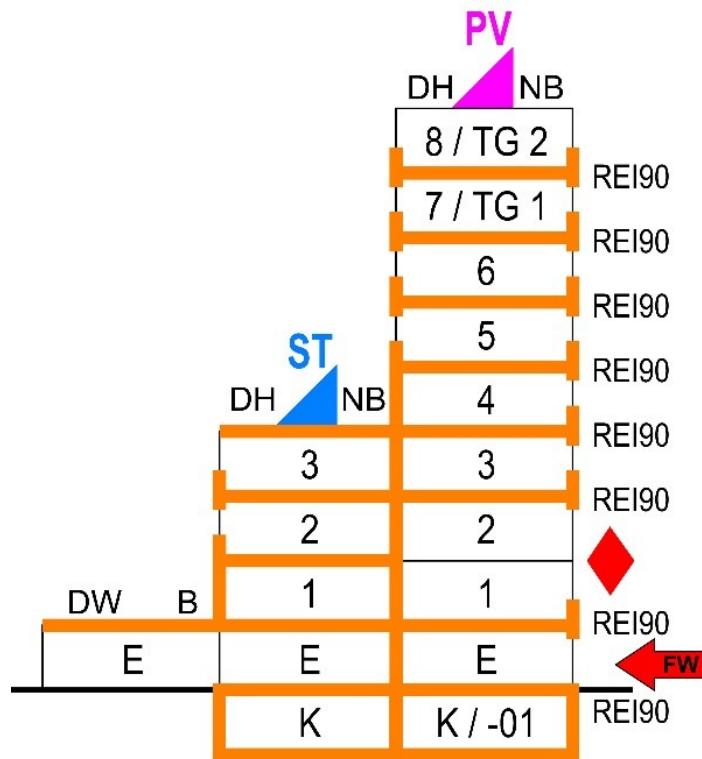 PV
DH NB
8 / TG 2
REI90
7 / TG 1
REI90
6
REI90
ST
5
REI90
DH NB
4
REI90
3 3
REI90
2 2
DW B
1 1
REI90
E E E
FW
K K / -01
REI90